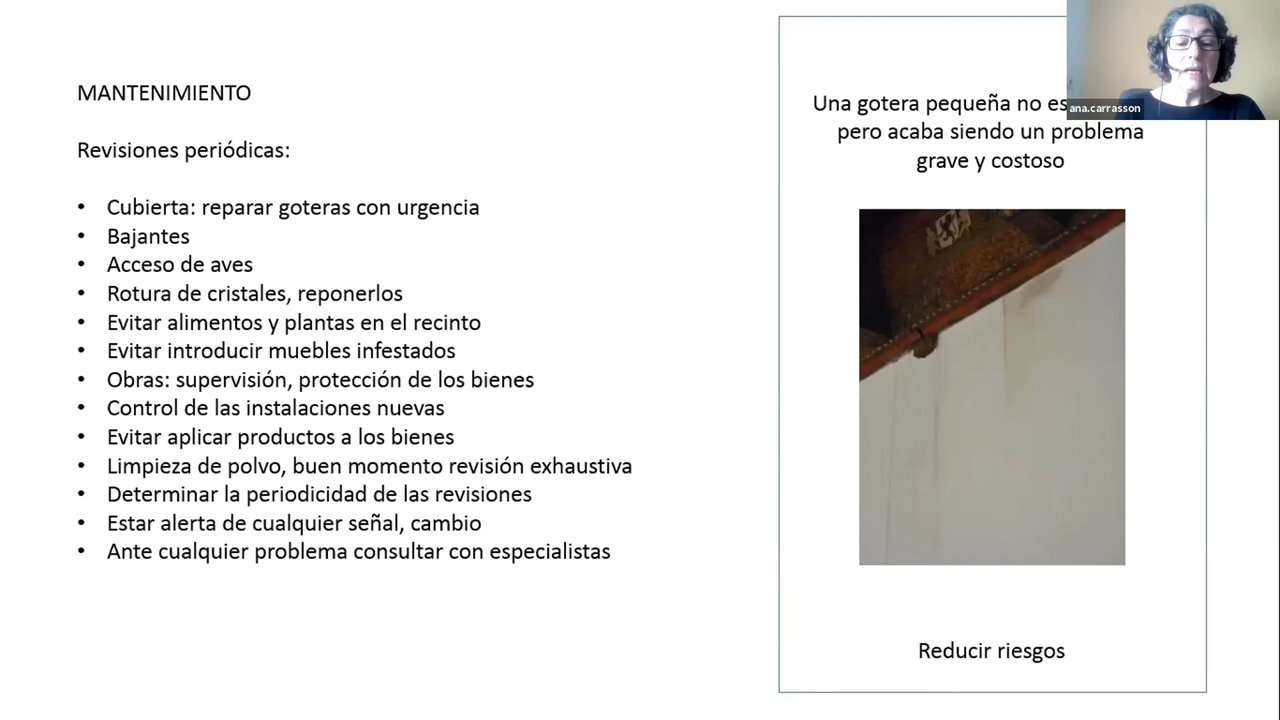 MANTENIMIENTO
Revisiones periódicas:
• Cubierta: reparar goteras con urgencia
• Bajantes
• Acceso de aves
• Rotura de cristales, reponerlos
• Evitar alimentos y plantas en el recinto
• Evitar introducir muebles infestados
• Obras: supervisión, protección de los bienes
• Control de las instalaciones nuevas
• Evitar aplicar productos a los bienes
• Limpieza de polvo, buen momento revisión exhaustiva
• Determinar la periodicidad de las revisiones
• Estar alerta de cualquier señal, cambio
• Ante cualquier problema consultar con especialistas
Una gotera pequeña no es
pero acaba siendo un problema
grave y costoso
Reducir riesgos
ana.carrasson